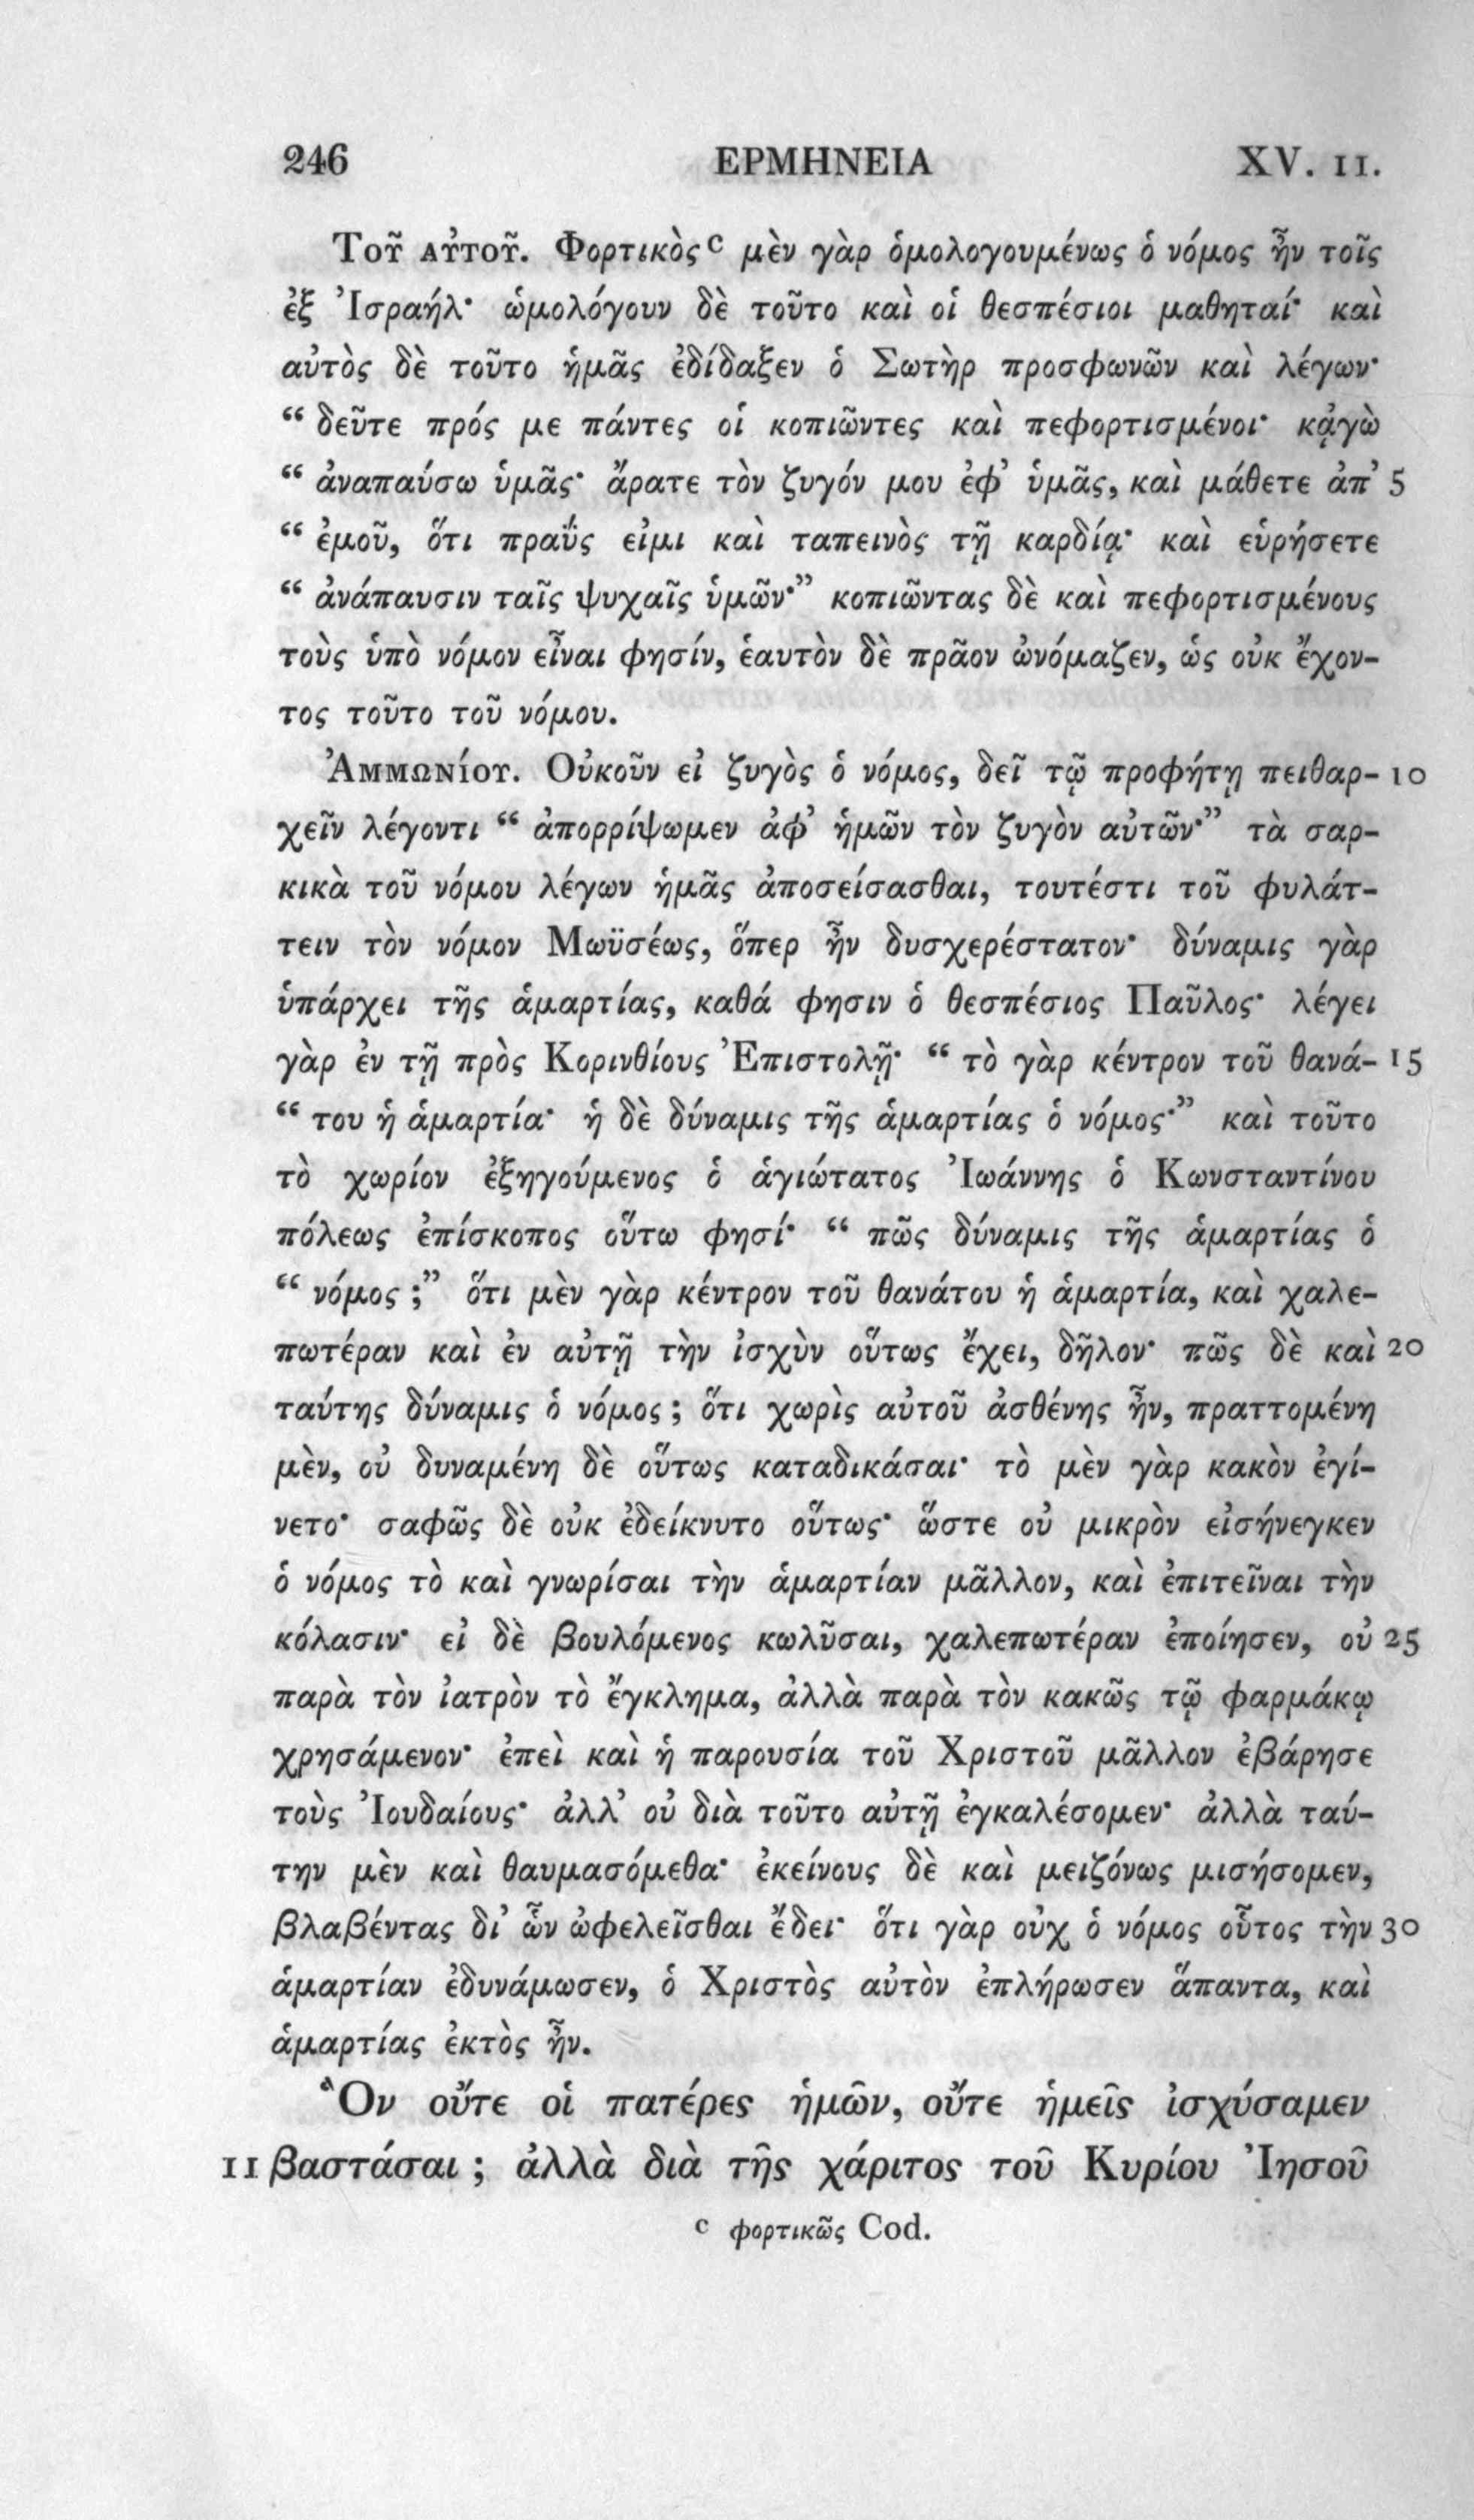 246 ΕΡΜΗΝΕΙΑ XV. 11.
Τοῦ αὐτοῦ. Φορτικὸς c μὲν γὰρ ὁμολογουμένως ὁ νόμος ἦν τοῖς
ἐξ Ἰσραήλ· ὡμολόγουν δὲ τοῦτο καὶ οἱ θεσπέσιοι μαθηταί· καὶ
αὐτὸς δὲ τοῦτο ἡμᾶς ἐδίδαξεν ὁ Σωτὴρ προσφωνῶν καὶ λέγων·
“ δεῦτε πρός με πάντες οἱ κοπιῶντες καὶ πεφορτισμένοι· κᾀγὼ
“ ἀναπαύσω ὑμᾶς· ἄρατε τὸν ζυγόν μου ἐφ’ ὑμᾶς, καὶ μάθετε ἀπ’ 5
“ ἐμοῦ, ὅτι πραΰς εἰμι καὶ ταπεινὸς τῇ καρδίᾳ· καὶ εὑρήσετε
“ ἀνάπαυσιν ταῖς ψυχαῖς ὑμῶν·” κοπιῶντας δὲ καὶ πεφορτισμένους
τοὺς ὑπὸ νόμον εἶναι φησίν, ἑαυτὸν δὲ πρᾶον ὠνόμαζεν, ὡς οὐκ ἔχον-
τος τοῦτο τοῦ νόμου.
Ἀμμωνίου. Οὐκοῦν εἰ ζυγὸς ὁ νόμος, δεῖ τῷ προφήτῃ πειθαρ- 10
χεῖν λέγοντι “ ἀπορρίψωμεν ἀφ’ ἡμῶν τὸν ζυγὸν αὐτῶν·” τὰ σαρ-
κικὰ τοῦ νόμου λέγων ἡμᾶς ἀποσείσασθαι, τουτέστι τοῦ φυλάτ-
τειν τὸν νόμον Μωϋσέως, ὅπερ ἦν δυσχερέστατον· δύναμις γὰρ
ὑπάρχει τῆς ἁμαρτίας, καθά φησιν ὁ θεσπέσιος Παῦλος· λέγει
γὰρ ἐν τῇ πρὸς Κορινθίους Ἐπιστολῇ· “ τὸ γὰρ κέντρον τοῦ θανά- 15
“ του ἡ ἁμαρτία· ἡ δὲ δύναμις τῆς ἁμαρτίας ὁ νόμος·” καὶ τοῦτο
τὸ χωρίον ἐξηγούμενος ὁ ἁγιώτατος Ἰωάννης ὁ Κωνσταντίνου
πόλεως ἐπίσκοπος οὕτω φησί· “ πῶς δύναμις τῆς ἁμαρτίας ὁ
“ νόμος ;” ὅτι μὲν γὰρ κέντρον τοῦ θανάτου ἡ ἁμαρτία, καὶ χαλε-
πωτέραν καὶ ἐν αὐτῇ τὴν ἰσχὺν οὕτως ἔχει, δῆλον· πῶς δὲ καὶ 20
ταύτης δύναμις ὁ νόμος ; ὅτι χωρὶς αὐτοῦ ἀσθένης ἦν, πραττομένη
μὲν, οὐ δυναμένη δὲ οὕτως καταδικάσαι· τὸ μὲν γὰρ κακὸν ἐγί-
νετο· σαφῶς δὲ οὐκ ἐδείκνυτο οὕτως· ὥστε οὐ μικρὸν εἰσήνεγκεν
ὁ νόμος τὸ καὶ γνωρίσαι τὴν ἁμαρτίαν μᾶλλον, καὶ ἐπιτεῖναι τὴν
κόλασιν· εἰ δὲ βουλόμενος κωλῦσαι, χαλεπωτέραν ἐποίησεν, οὐ 25
παρὰ τὸν ἰατρὸν τὸ ἔγκλημα, ἀλλὰ παρὰ τὸν κακῶς τῷ φαρμάκῳ
χρησάμενον· ἐπεὶ καὶ ἡ παρουσία τοῦ Χριστοῦ μᾶλλον ἐβάρησε
τοὺς Ἰουδαίους· ἀλλ’ οὐ διὰ τοῦτο αὐτῇ ἐγκαλέσομεν· ἀλλὰ ταύ-
την μὲν καὶ θαυμασόμεθα· ἐκείνους δὲ καὶ μειζόνως μισήσομεν,
βλαβέντας δι’ ὧν ὠφελεῖσθαι ἔδει· ὅτι γὰρ οὐχ ὁ νόμος οὗτος τὴν 30
ἁμαρτίαν ἐδυνάμωσεν, ὁ Χριστὸς αὐτὸν ἐπλήρωσεν ἅπαντα, καὶ
ἁμαρτίας ἐκτὸς ἦν.
Ὃν οὔτε οἱ πατέρες ἡμῶν, οὔτε ἡμεῖς ἰσχύσαμεν
11 βαστάσαι ; ἀλλὰ διὰ τῆς χάριτος τοῦ Κυρίου Ἰησοῦ
c φορτικῶς Cod.